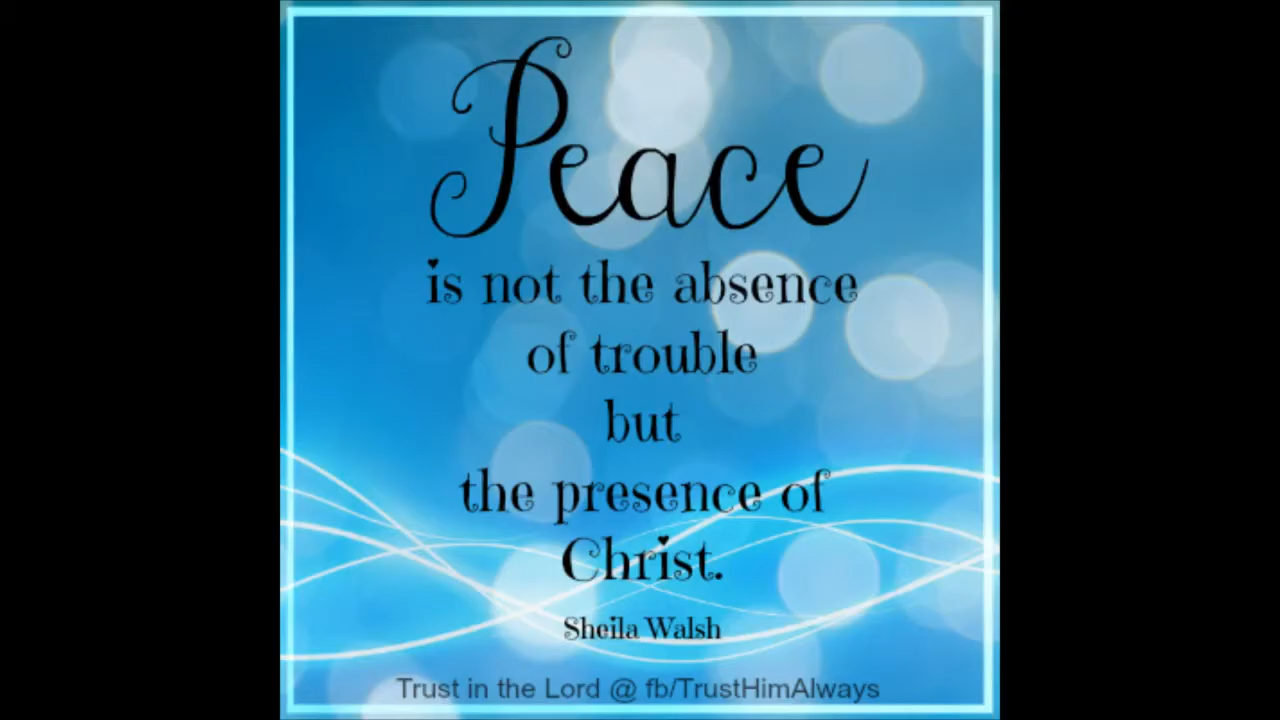 Peace
is not the absence
of trouble
but
the presence of
Christ.
Sheila Walsh
Trust in the Lord @ fb/TrustHimAlways